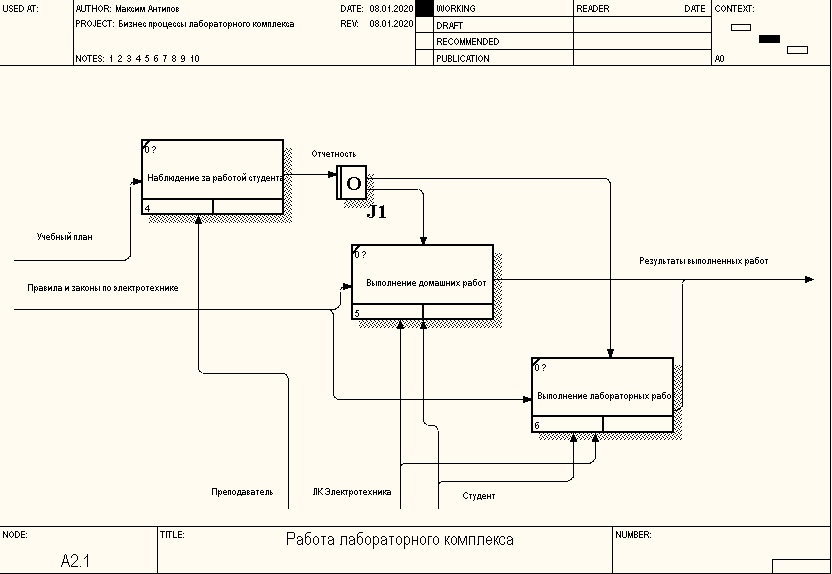 USED AT:
AUTHOR: Максим Антипов
DATE: 08.01.2020
WORKING
READER
DATE
CONTEXT:
PROJECT: Бизнес процессы лабораторного комплекса
REV: 08.01.2020
DRAFT
RECOMMENDED
NOTES: 1 2 3 4 5 6 7 8 9 10
PUBLICATION
A0
0 ?
Наблюдение за работой студента
4
Отчетность
O
J1
Учебный план
0 ?
Выполнение домашних работ
5
Результаты выполненных работ
Правила и законы по электротехнике
0 ?
Выполнение лабораторных рабо
6
Преподаватель
ЛК Электротехника
Студент
NODE:
TITLE:
Работа лабораторного комплекса
NUMBER:
A2.1